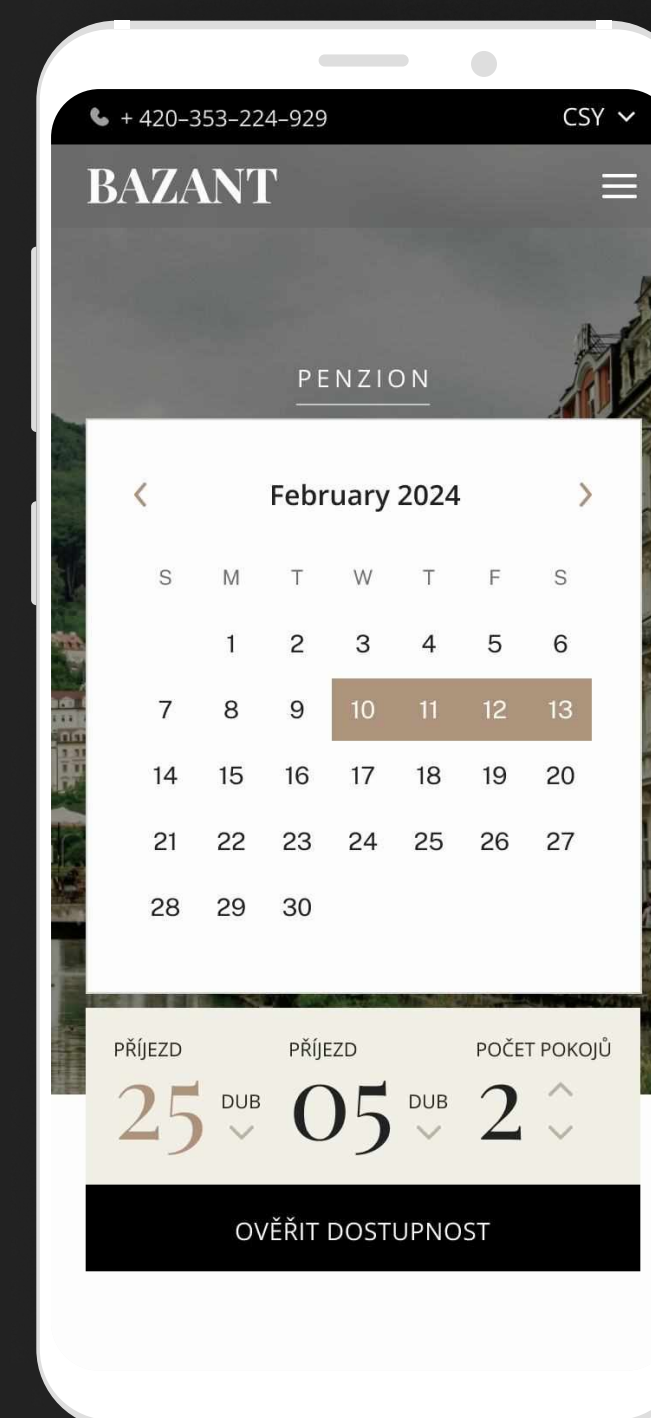 + 420–353–224–929 CSY
BAZANT
PENZION
February 2024
S M T W T F S
1 2 3 4 5 6
7 8 9 10 11 12 13
14 15 16 17 18 19 20
21 22 23 24 25 26 27
28 29 30
PŘÍJEZD PŘÍJEZD POČET POKOJŮ
25 DUB 05 DUB 2
OVĚŘIT DOSTUPNOST